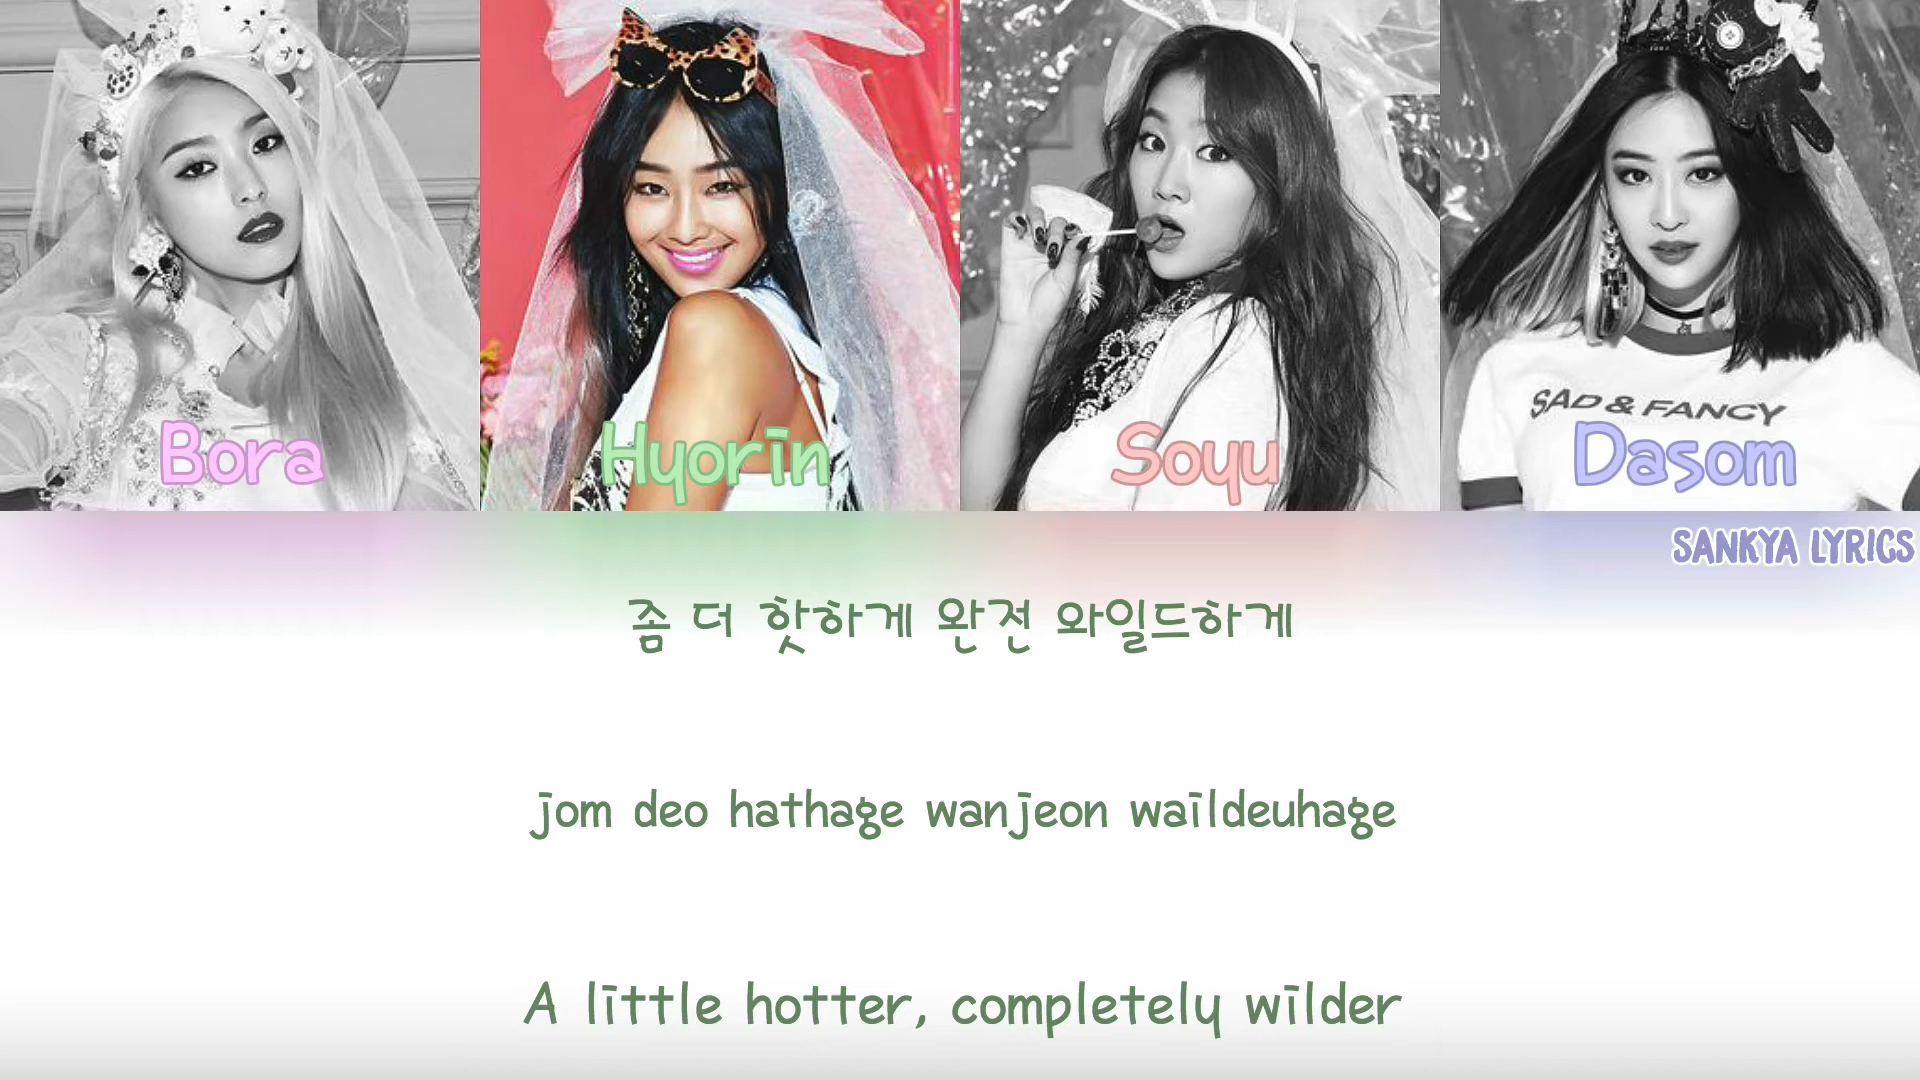 SAD & FANCY
Bora
Hyorin
Soyu
Dasom
SANKYA LYRICS
좀 더 핫하게 완전 와일드하게
jom deo hathage wanjeon waildeuhage
A little hotter, completely wilder